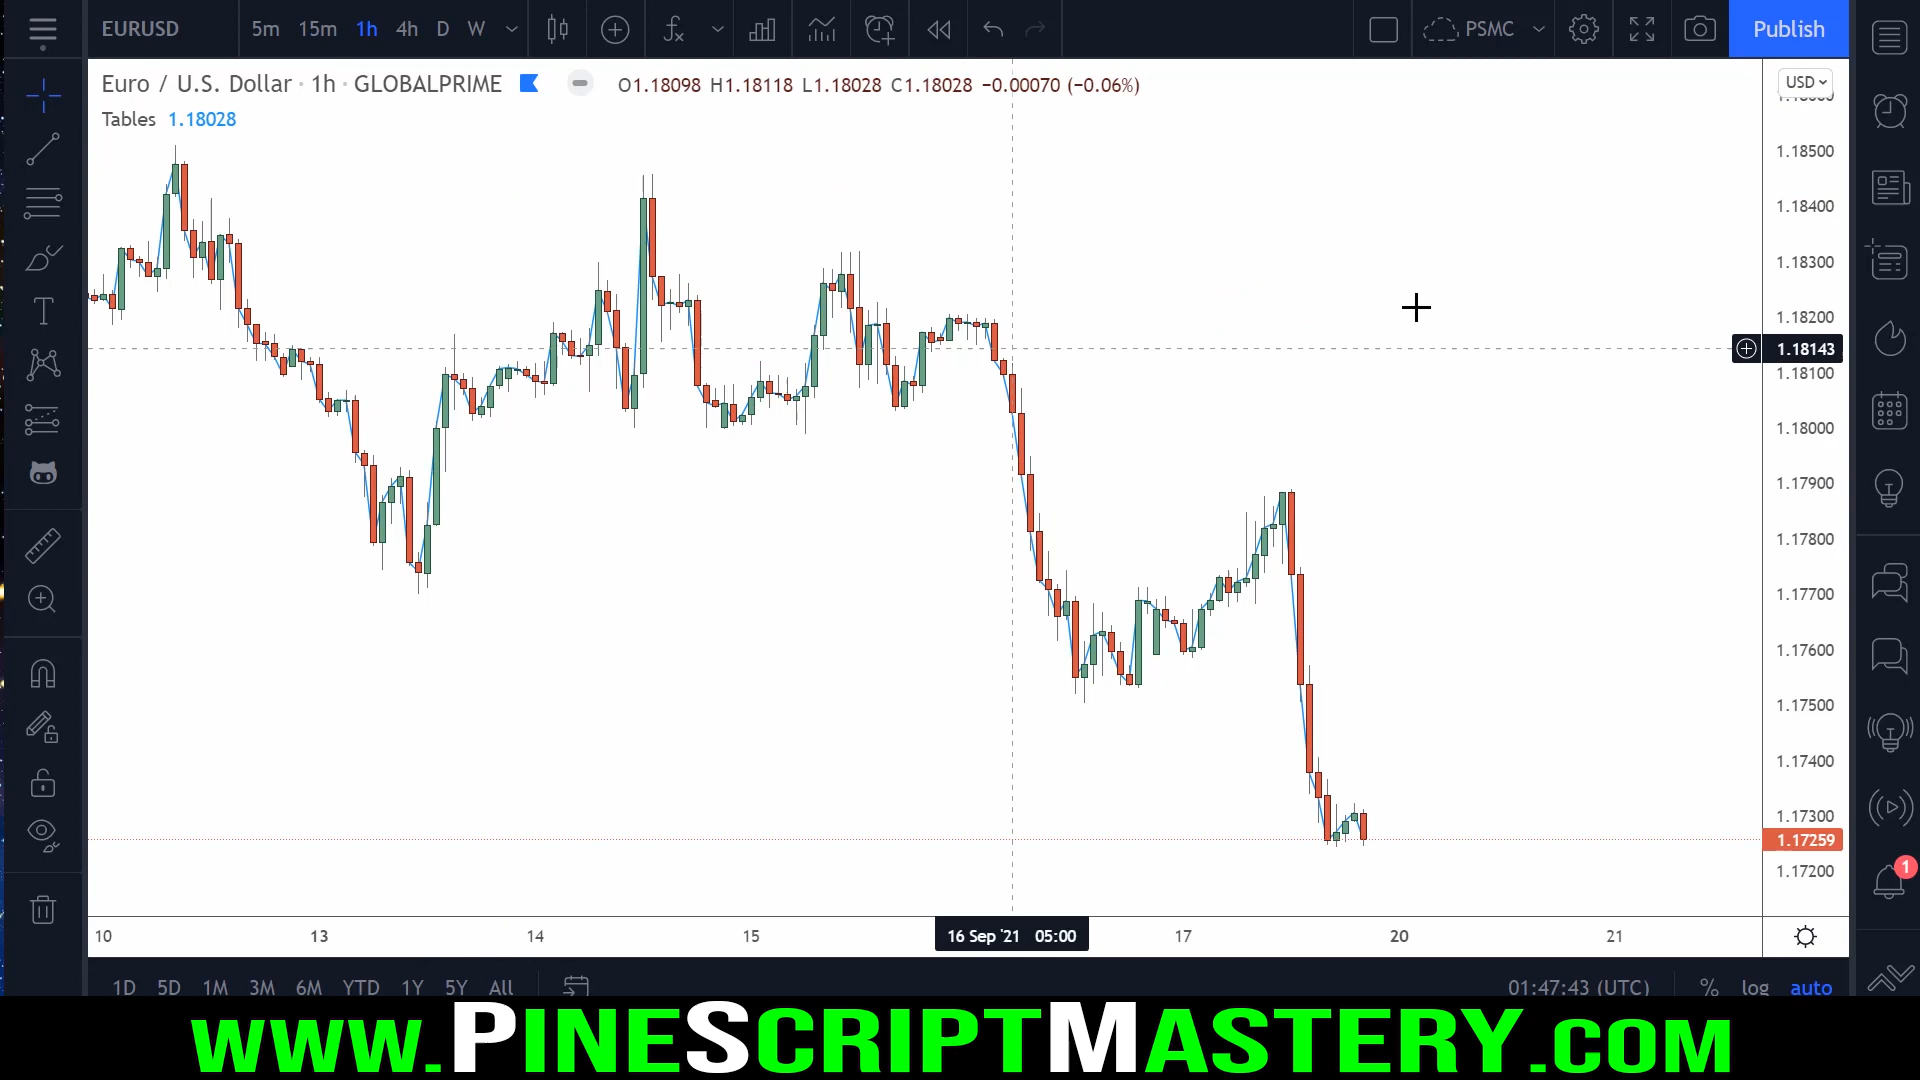 EURUSD 5m 15m 1h 4h D W PSMC Publish
Euro / U.S. Dollar · 1h · GLOBALPRIME O1.18098 H1.18118 L1.18028 C1.18028 −0.00070 (−0.06%) USD
Tables 1.18028
1.18500
1.18400
1.18300
1.18200
1.18143
1.18100
1.18000
1.17900
1.17800
1.17700
1.17600
1.17500
1.17400
1.17300
1.17259
1.17200
1
10 13 14 15 16 Sep '21 05:00 17 20 21
1D 5D 1M 3M 6M YTD 1Y 5Y All 01:47:43 (UTC) % log auto
www.PineScriptMastery.com